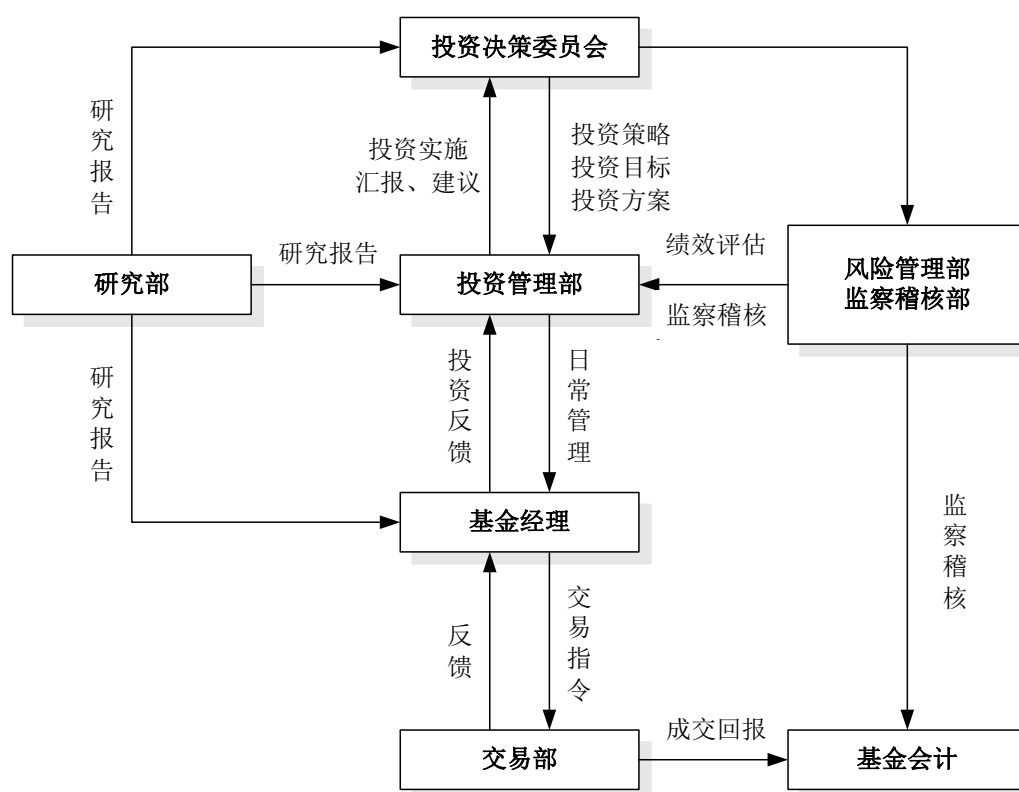 投资决策委员会
研究报告
投资实施
汇报、建议
投资策略
投资目标
投资方案
研究部
研究报告
投资管理部
绩效评估
监察稽核
风险管理部
监察稽核部
研究报告
投资反馈
日常管理
基金经理
监察稽核
反馈
交易指令
交易部
成交回报
基金会计